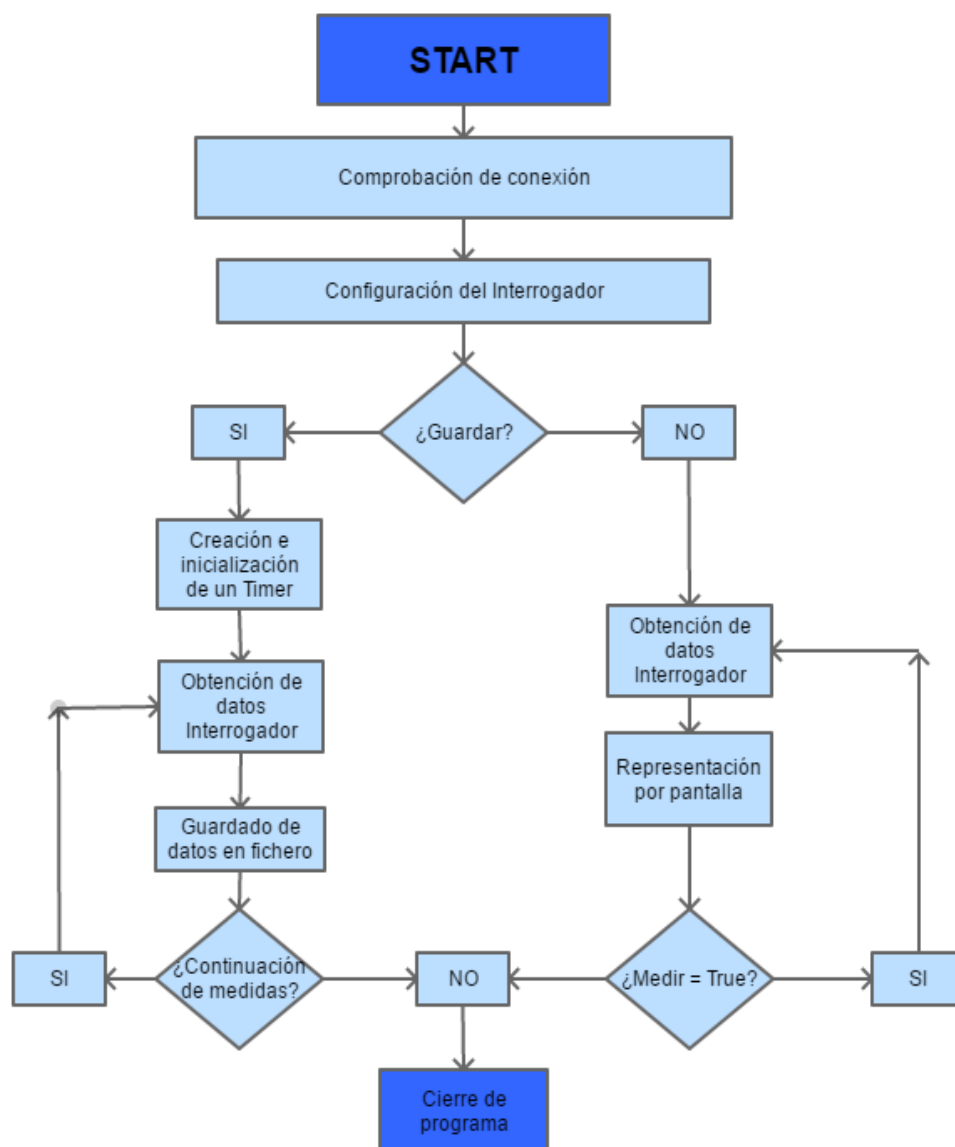 START
Comprobación de conexión
Configuración del Interrogador
¿Guardar?
SI
NO
Creación e
inicialización
de un Timer
Obtención de
datos
Interrogador
Obtención de
datos
Interrogador
Representación
por pantalla
Guardado de
datos en fichero
SI
¿Continuación
de medidas?
NO
¿Medir = True?
SI
Cierre de
programa